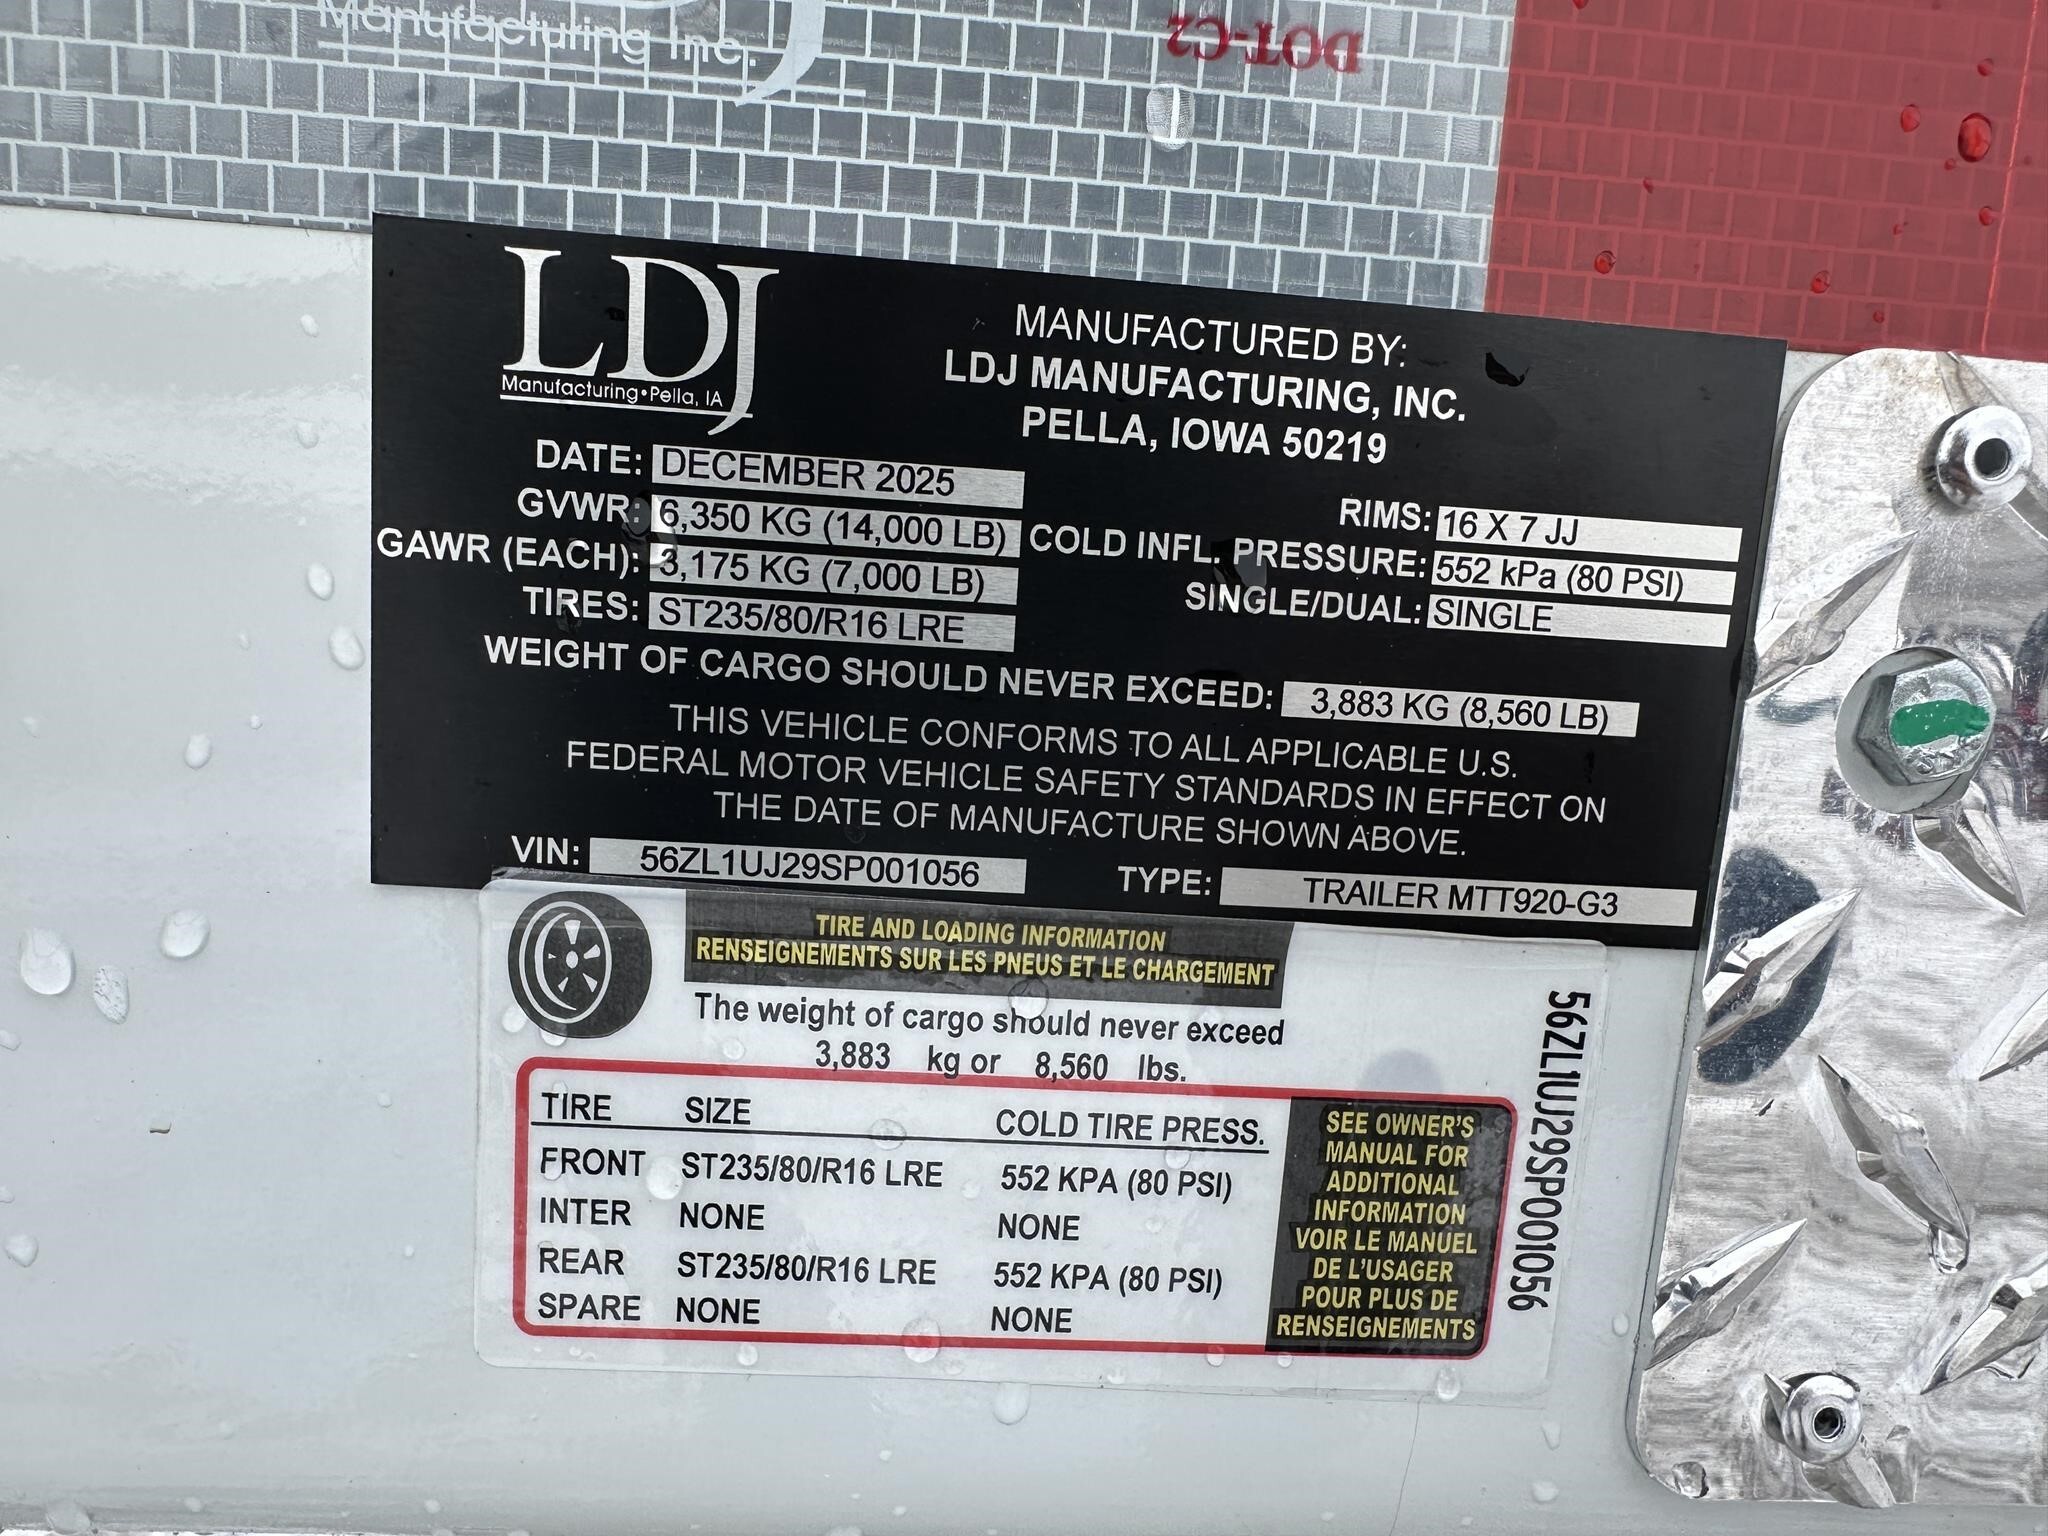 Manufacturing Inc.
DOT-C2
LDJ
Manufacturing•Pella, IA
MANUFACTURED BY:
LDJ MANUFACTURING, INC.
PELLA, IOWA 50219
DATE: DECEMBER 2025
GVWR: 6,350 KG (14,000 LB)
GAWR (EACH): 3,175 KG (7,000 LB)
TIRES: ST235/80/R16 LRE
RIMS: 16 X 7 JJ
COLD INFL. PRESSURE: 552 kPa (80 PSI)
SINGLE/DUAL: SINGLE
WEIGHT OF CARGO SHOULD NEVER EXCEED: 3,883 KG (8,560 LB)
THIS VEHICLE CONFORMS TO ALL APPLICABLE U.S.
FEDERAL MOTOR VEHICLE SAFETY STANDARDS IN EFFECT ON
THE DATE OF MANUFACTURE SHOWN ABOVE.
VIN: 56ZL1UJ29SP001056 TYPE: TRAILER MTT920-G3
TIRE AND LOADING INFORMATION
RENSEIGNEMENTS SUR LES PNEUS ET LE CHARGEMENT
The weight of cargo should never exceed
3,883 kg or 8,560 lbs.
TIRE SIZE COLD TIRE PRESS.
FRONT ST235/80/R16 LRE 552 KPA (80 PSI)
INTER NONE NONE
REAR ST235/80/R16 LRE 552 KPA (80 PSI)
SPARE NONE NONE
SEE OWNER'S
MANUAL FOR
ADDITIONAL
INFORMATION
VOIR LE MANUEL
DE L'USAGER
POUR PLUS DE
RENSEIGNEMENTS
56ZL1UJ29SP001056